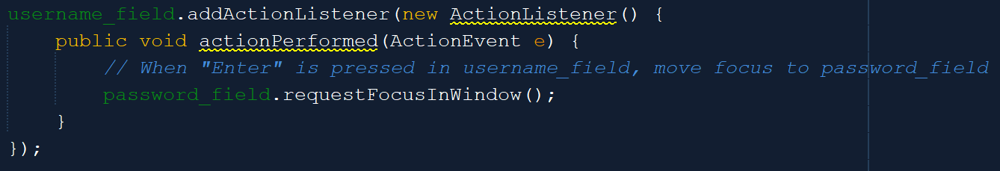 username_field.addActionListener(new ActionListener() {
    public void actionPerformed(ActionEvent e) {
        // When "Enter" is pressed in username_field, move focus to password_field
        password_field.requestFocusInWindow();
    }
});